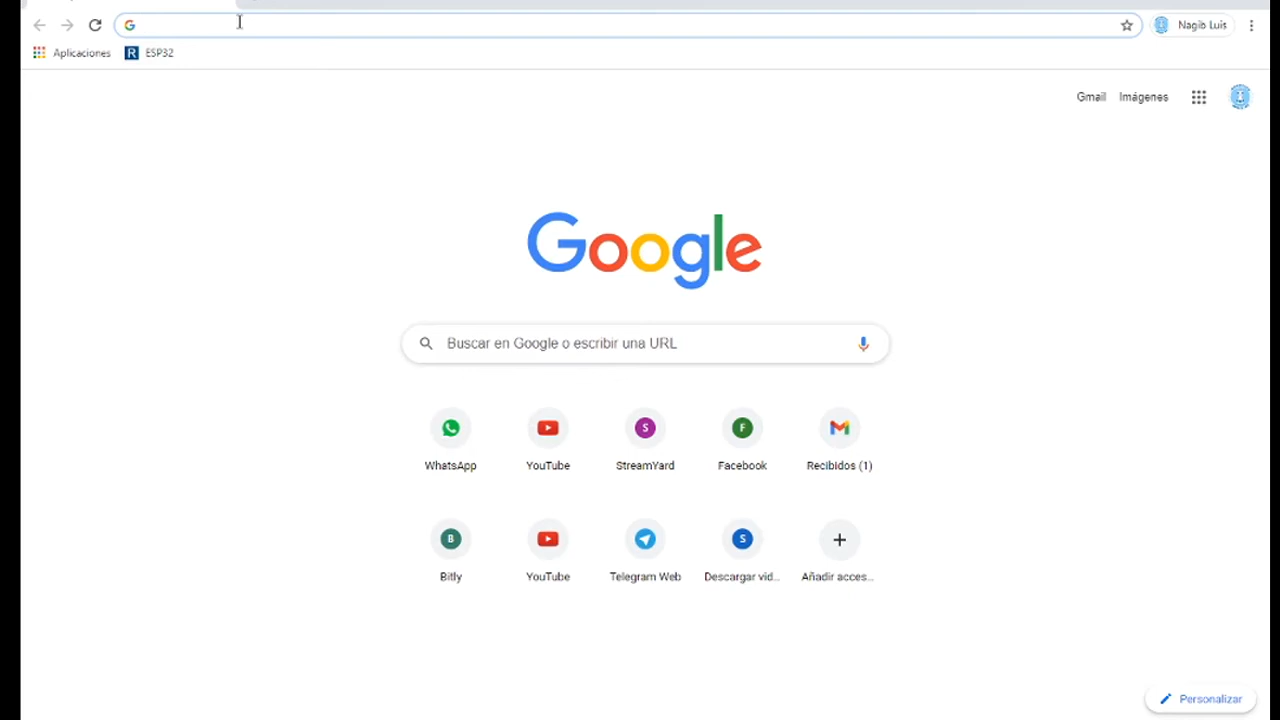 Nagib Luis
Aplicaciones
ESP32
Gmail
Imágenes
Google
Buscar en Google o escribir una URL
WhatsApp
YouTube
S
StreamYard
F
Facebook
Recibidos (1)
B
Bitly
YouTube
Telegram Web
S
Descargar vid...
Añadir acces...
Personalizar